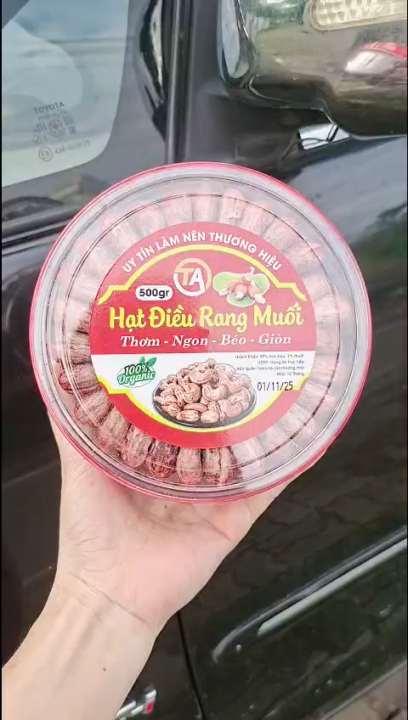 TOYOTA
UY TÍN LÀM NÊN THƯƠNG HIỆU
TA
500gr
Hạt Điều Rang Muối
Thơm - Ngon - Béo - Giòn
100%
Organic
01/11/25